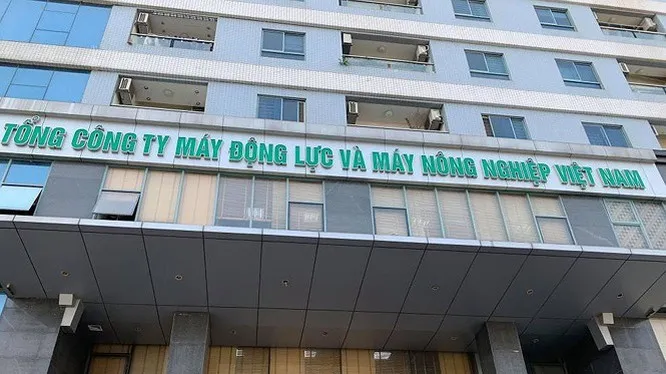 TỔNG CÔNG TY MÁY ĐỘNG LỰC VÀ MÁY NÔNG NGHIỆP VIỆT NAM